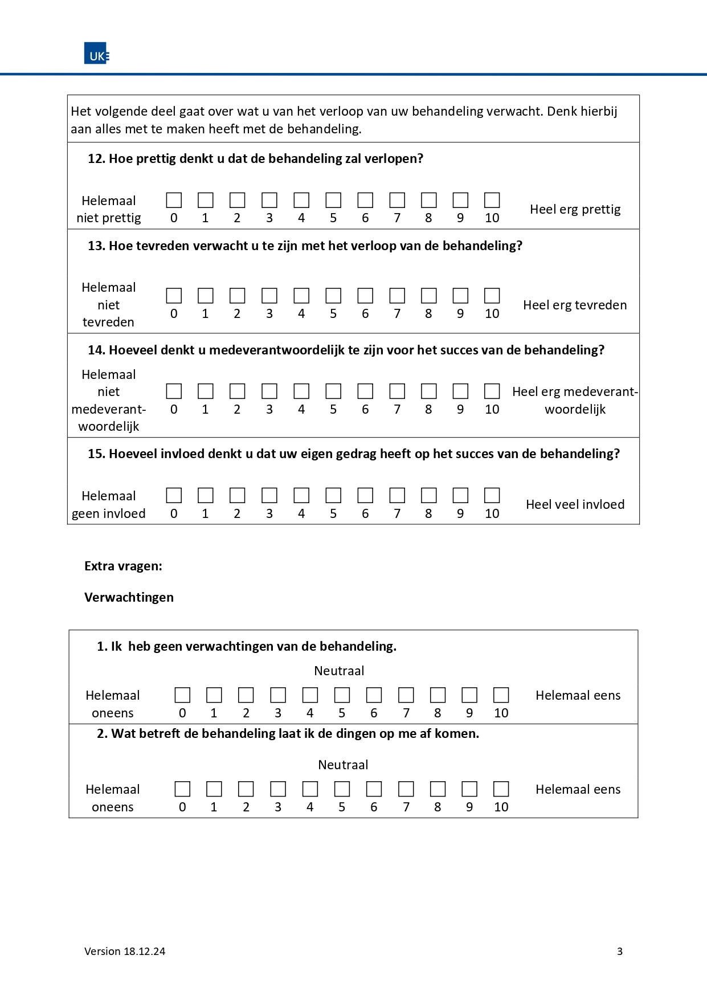 UKE
Het volgende deel gaat over wat u van het verloop van uw behandeling verwacht. Denk hierbij
aan alles met te maken heeft met de behandeling.
12. Hoe prettig denkt u dat de behandeling zal verlopen?
Helemaal
niet prettig
0 1 2 3 4 5 6 7 8 9 10
Heel erg prettig
13. Hoe tevreden verwacht u te zijn met het verloop van de behandeling?
Helemaal
niet
tevreden
0 1 2 3 4 5 6 7 8 9 10
Heel erg tevreden
14. Hoeveel denkt u medeverantwoordelijk te zijn voor het succes van de behandeling?
Helemaal
niet
medeverant-
woordelijk
0 1 2 3 4 5 6 7 8 9 10
Heel erg medeverant-
woordelijk
15. Hoeveel invloed denkt u dat uw eigen gedrag heeft op het succes van de behandeling?
Helemaal
geen invloed
0 1 2 3 4 5 6 7 8 9 10
Heel veel invloed
Extra vragen:
Verwachtingen
1. Ik  heb geen verwachtingen van de behandeling.
Neutraal
Helemaal
oneens
0 1 2 3 4 5 6 7 8 9 10
Helemaal eens
2. Wat betreft de behandeling laat ik de dingen op me af komen.
Neutraal
Helemaal
oneens
0 1 2 3 4 5 6 7 8 9 10
Helemaal eens
Version 18.12.24
3